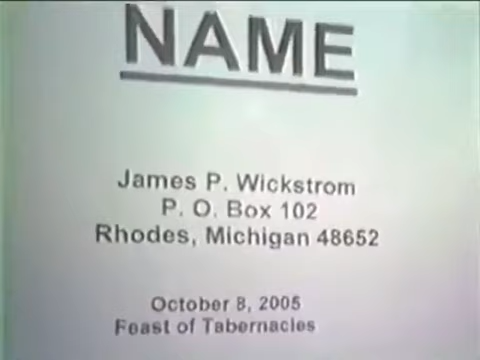 NAME
James P. Wickstrom
P. O. Box 102
Rhodes, Michigan 48652
October 8, 2005
Feast of Tabernacles